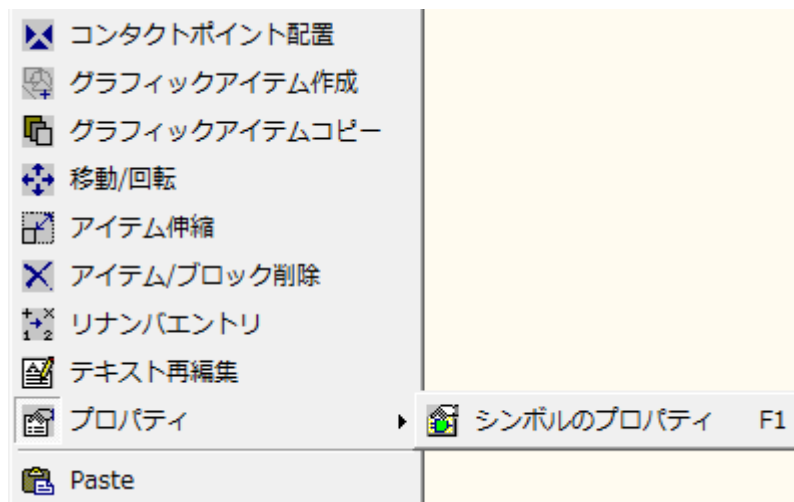 コンタクトポイント配置
グラフィックアイテム作成
グラフィックアイテムコピー
移動/回転
アイテム伸縮
アイテム/ブロック削除
リナンバエントリ
テキスト再編集
プロパティ
シンボルのプロパティ F1
Paste